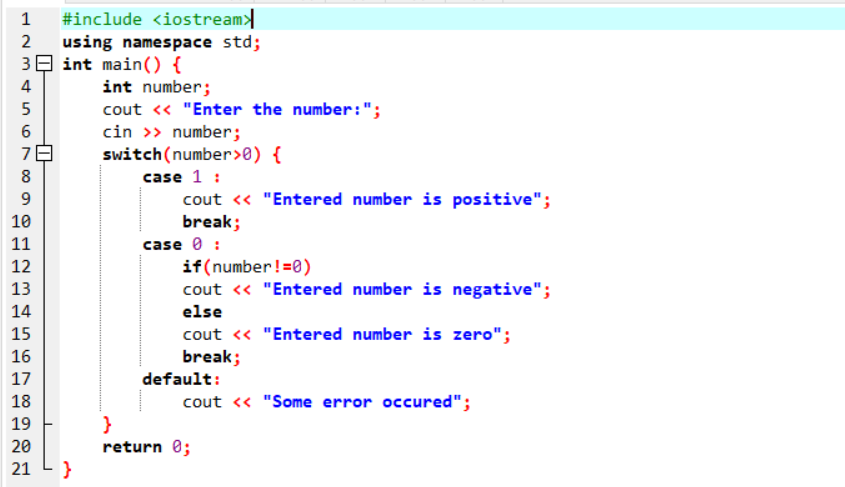 1 #include <iostream>
2 using namespace std;
3 int main() {
4 int number;
5 cout << "Enter the number:";
6 cin >> number;
7 switch(number>0) {
8 case 1 :
9 cout << "Entered number is positive";
10 break;
11 case 0 :
12 if(number!=0)
13 cout << "Entered number is negative";
14 else
15 cout << "Entered number is zero";
16 break;
17 default:
18 cout << "Some error occured";
19 }
20 return 0;
21 }